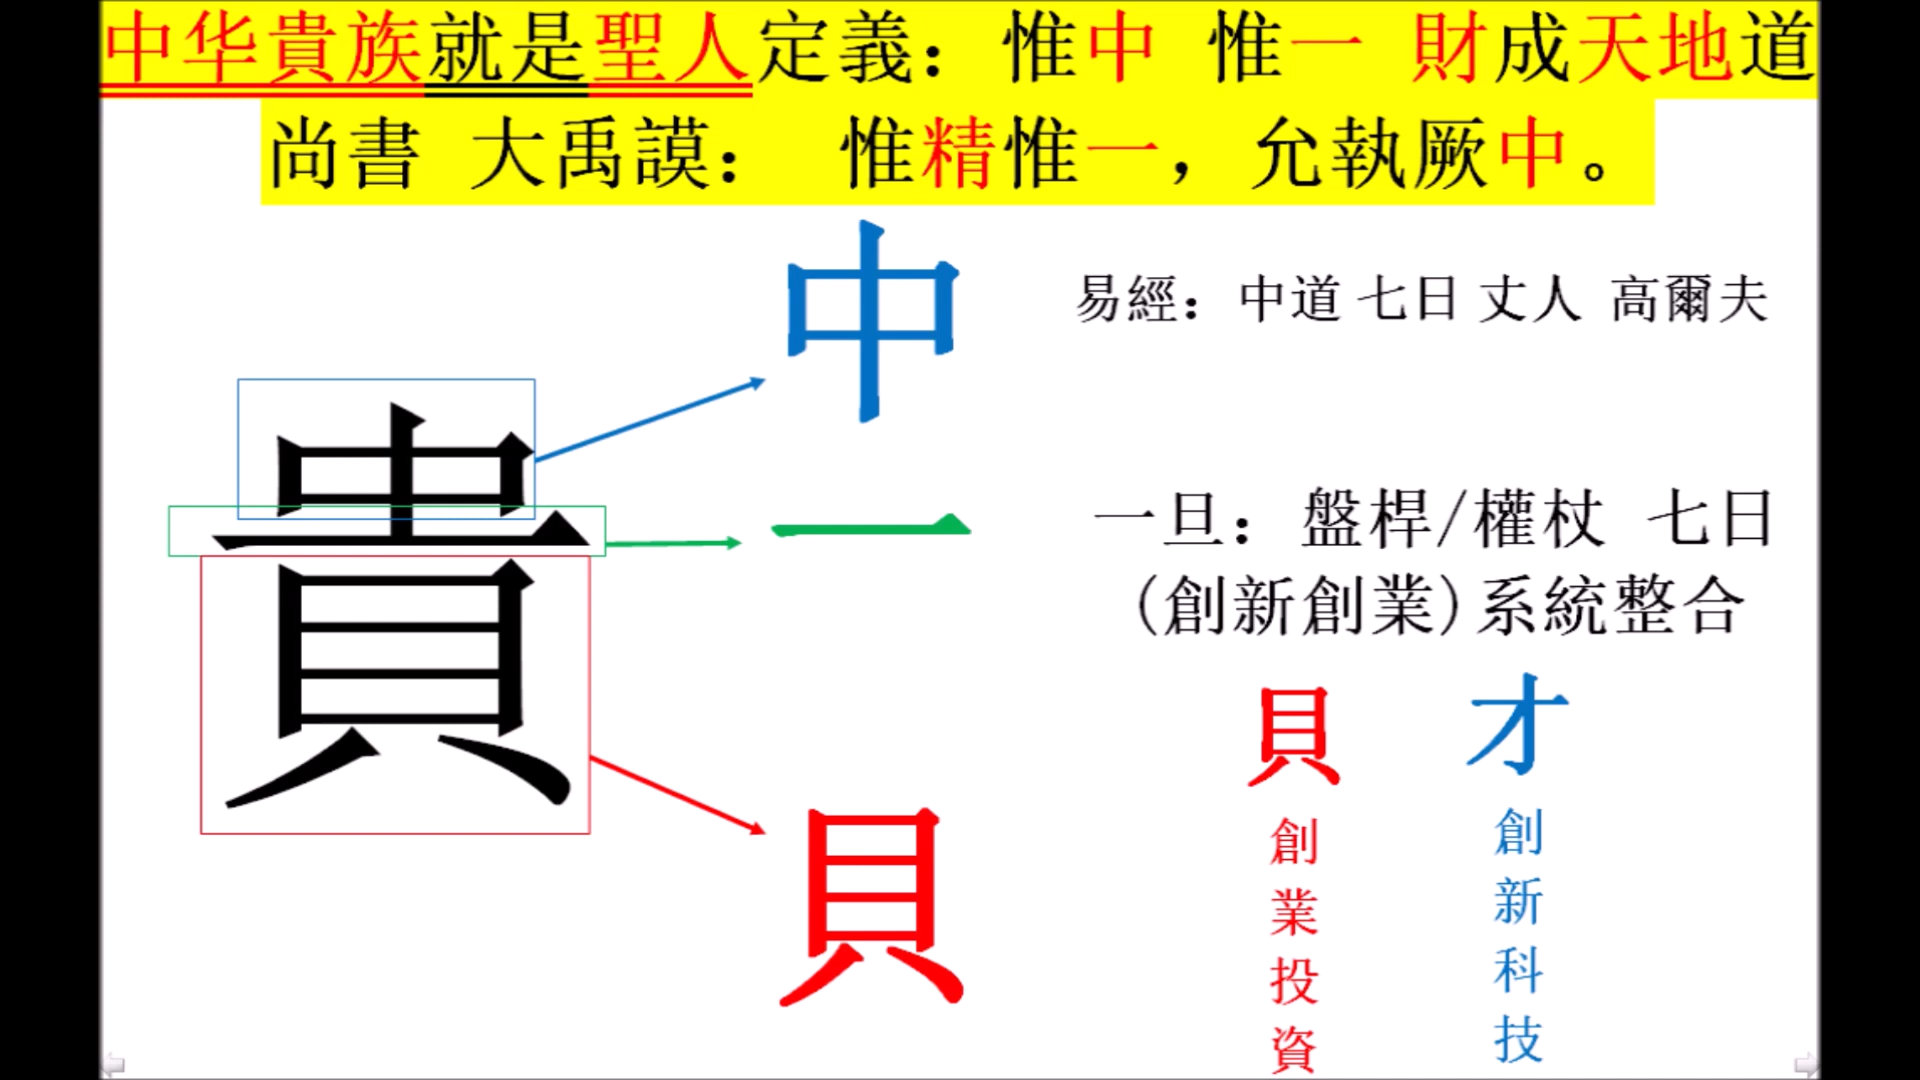 中华貴族就是聖人定義：惟中 惟一 財成天地道
尚書 大禹謨： 惟精惟一，允執厥中。
中
易經：中道 七日 丈人 高爾夫
貴
一
一旦：盤桿/權杖 七日
(創新創業)系統整合
貝
貝 才
創業投資
創新科技